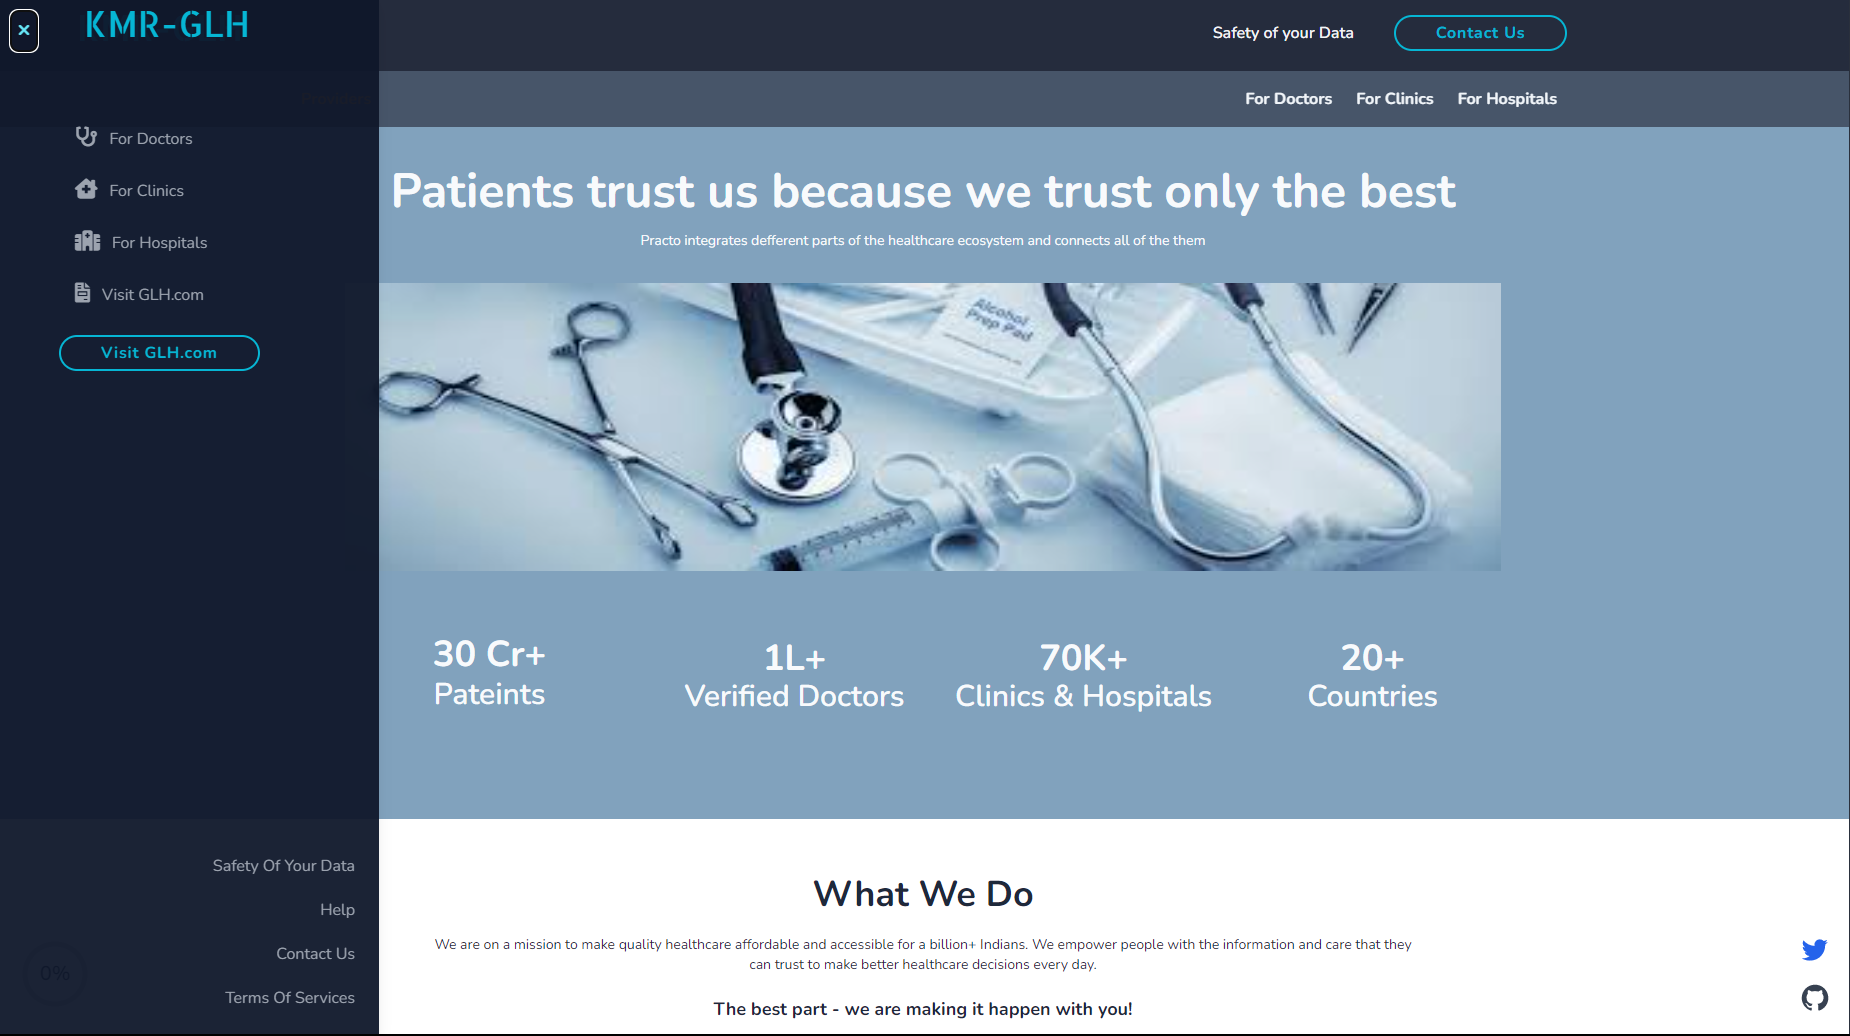 KMR-GLH
Safety of your Data
Contact Us
For Doctors
For Clinics
For Hospitals
For Doctors
For Clinics
For Hospitals
Visit GLH.com
Visit GLH.com
Patients trust us because we trust only the best
Practo integrates defferent parts of the healthcare ecosystem and connects all of the them
Alcohol
Prep Pad
30 Cr+
Pateints
1L+
Verified Doctors
70K+
Clinics & Hospitals
20+
Countries
Safety Of Your Data
Help
Contact Us
Terms Of Services
0%
What We Do
We are on a mission to make quality healthcare affordable and accessible for a billion+ Indians. We empower people with the information and care that they
can trust to make better healthcare decisions every day.
The best part - we are making it happen with you!